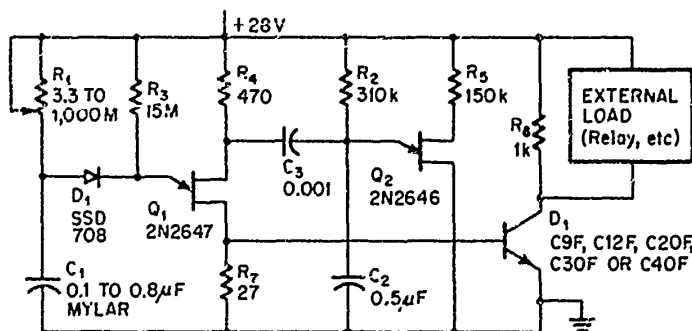 +28V
R1
3.3 TO
1,000M
R3
15M
R4
470
R2
310k
R5
150k
R6
1k
EXTERNAL
LOAD
(Relay, etc)
C3
0.001
D1
SSD
708
Q1
2N2647
Q2
2N2646
D1
C9F, C12F, C20F,
C30F OR C40F
C1
0.1 TO 0.8μF
MYLAR
R7
27
C2
0.5μF